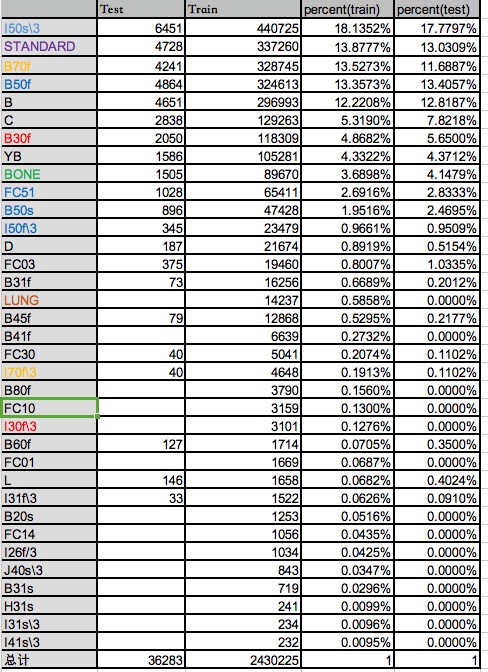 Test Train percent(train) percent(test)
I50s\3 6451 440725 18.1352% 17.7797%
STANDARD 4728 337260 13.8777% 13.0309%
B70f 4241 328745 13.5273% 11.6887%
B50f 4864 324613 13.3573% 13.4057%
B 4651 296993 12.2208% 12.8187%
C 2838 129263 5.3190% 7.8218%
B30f 2050 118309 4.8682% 5.6500%
YB 1586 105281 4.3322% 4.3712%
BONE 1505 89670 3.6898% 4.1479%
FC51 1028 65411 2.6916% 2.8333%
B50s 896 47428 1.9516% 2.4695%
I50f\3 345 23479 0.9661% 0.9509%
D 187 21674 0.8919% 0.5154%
FC03 375 19460 0.8007% 1.0335%
B31f 73 16256 0.6689% 0.2012%
LUNG 14237 0.5858% 0.0000%
B45f 79 12868 0.5295% 0.2177%
B41f 6639 0.2732% 0.0000%
FC30 40 5041 0.2074% 0.1102%
I70f\3 40 4648 0.1913% 0.1102%
B80f 3790 0.1560% 0.0000%
FC10 3159 0.1300% 0.0000%
I30f\3 3101 0.1276% 0.0000%
B60f 127 1714 0.0705% 0.3500%
FC01 1669 0.0687% 0.0000%
L 146 1658 0.0682% 0.4024%
I31f\3 33 1522 0.0626% 0.0910%
B20s 1253 0.0516% 0.0000%
FC14 1056 0.0435% 0.0000%
I26f/3 1034 0.0425% 0.0000%
J40s\3 843 0.0347% 0.0000%
B31s 719 0.0296% 0.0000%
H31s 241 0.0099% 0.0000%
I31s\3 234 0.0096% 0.0000%
I41s\3 232 0.0095% 0.0000%
总计 36283 2430225 1 1